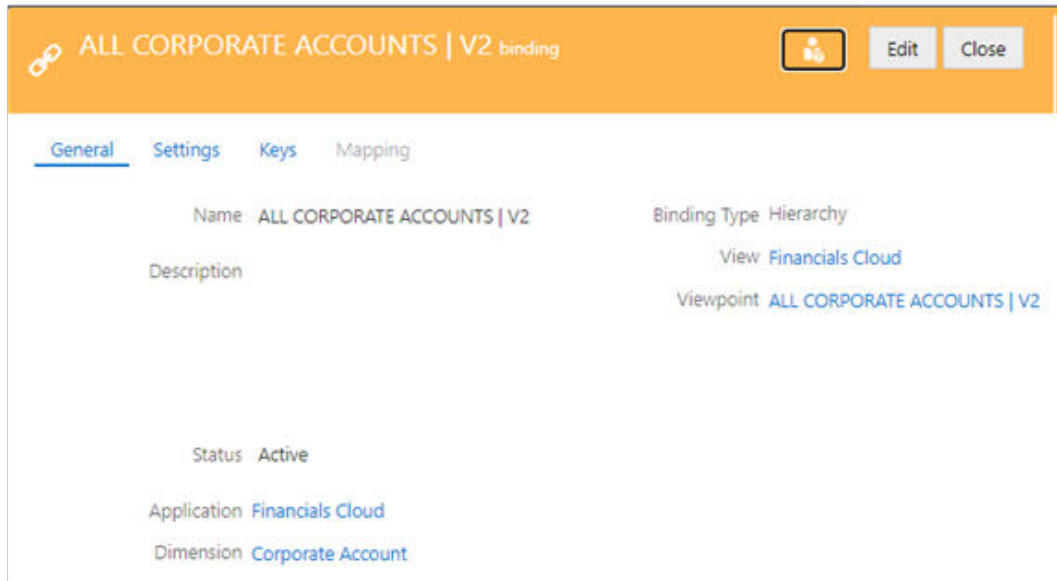 ALL CORPORATE ACCOUNTS | V2 binding
Edit
Close
General
Settings
Keys
Mapping
Name ALL CORPORATE ACCOUNTS | V2
Binding Type Hierarchy
Description
View Financials Cloud
Viewpoint ALL CORPORATE ACCOUNTS | V2
Status Active
Application Financials Cloud
Dimension Corporate Account